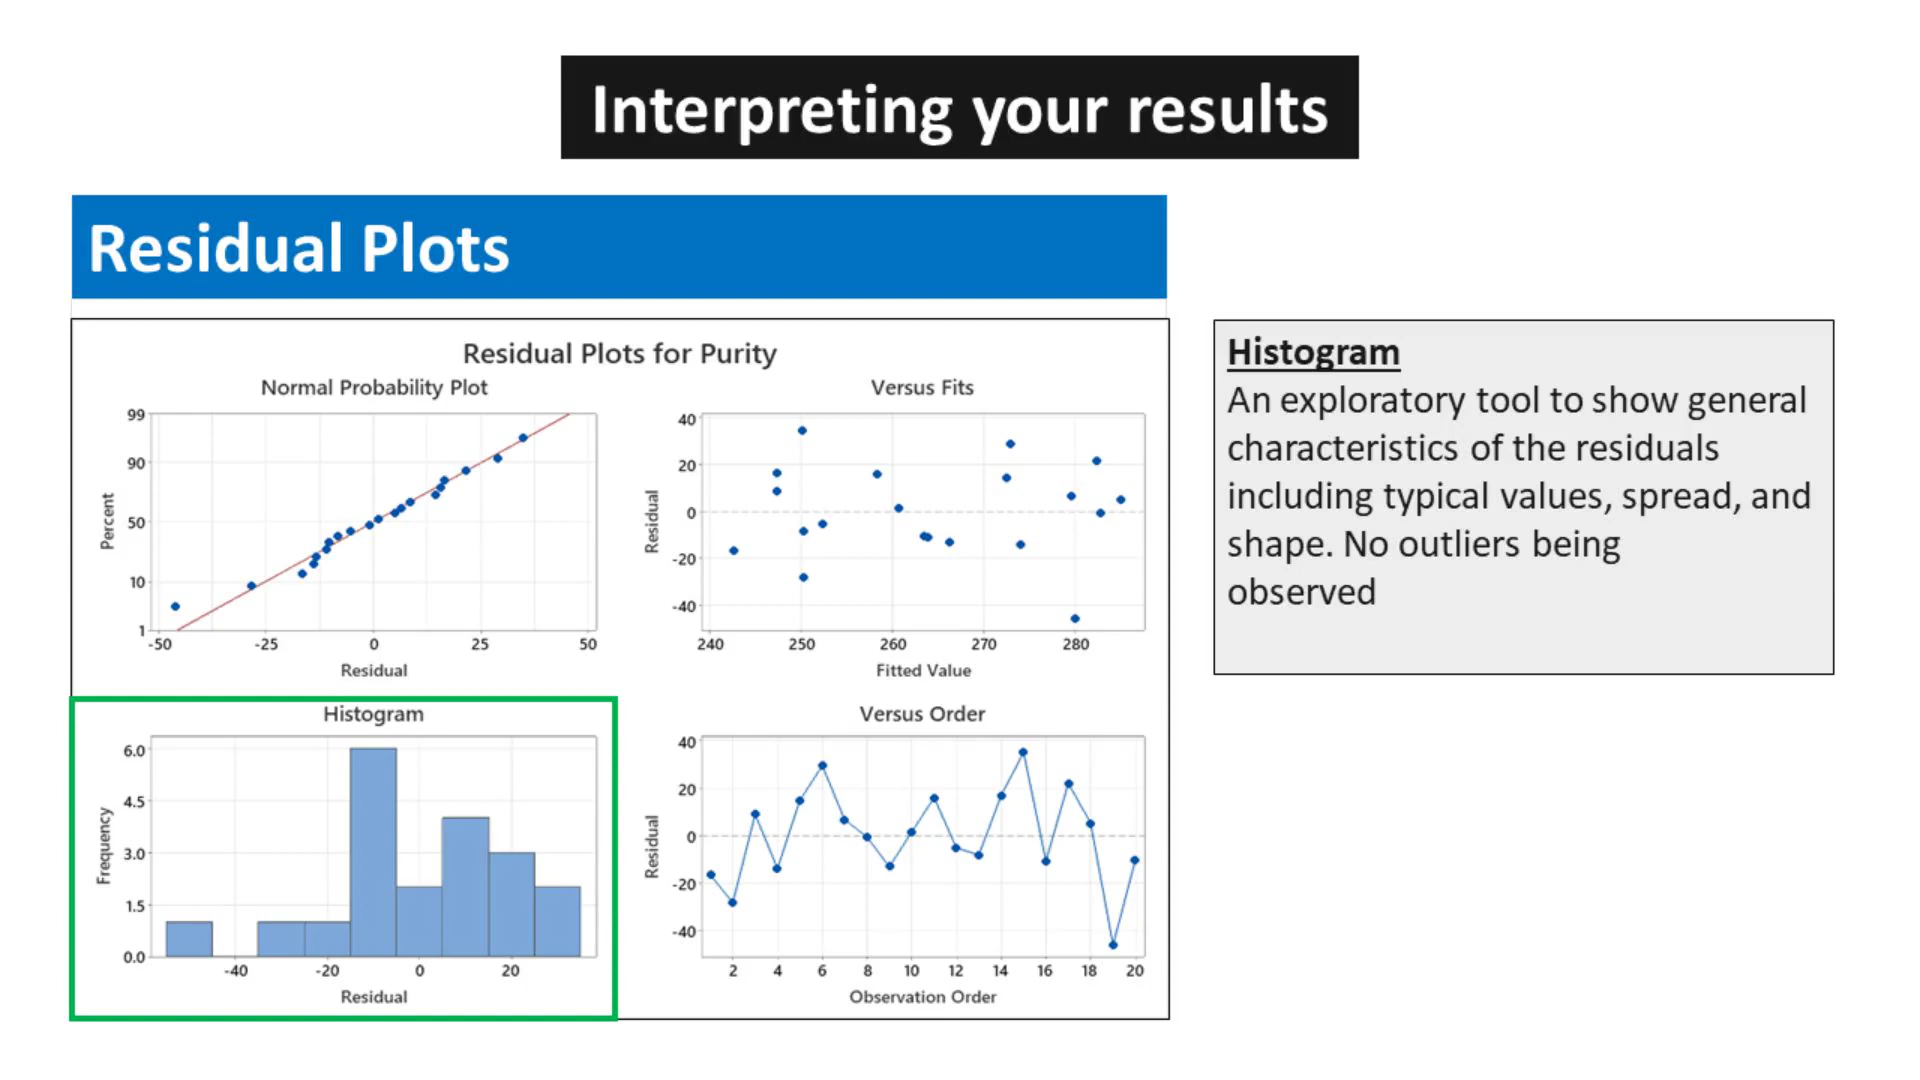 Interpreting your results
Residual Plots
Residual Plots for Purity
Normal Probability Plot
Percent
99
90
50
10
1
-50 -25 0 25 50
Residual
Versus Fits
Residual
40
20
0
-20
-40
240 250 260 270 280
Fitted Value
Histogram
Frequency
6.0
4.5
3.0
1.5
0.0
-40 -20 0 20
Residual
Versus Order
Residual
40
20
0
-20
-40
2 4 6 8 10 12 14 16 18 20
Observation Order
Histogram
An exploratory tool to show general
characteristics of the residuals
including typical values, spread, and
shape. No outliers being
observed